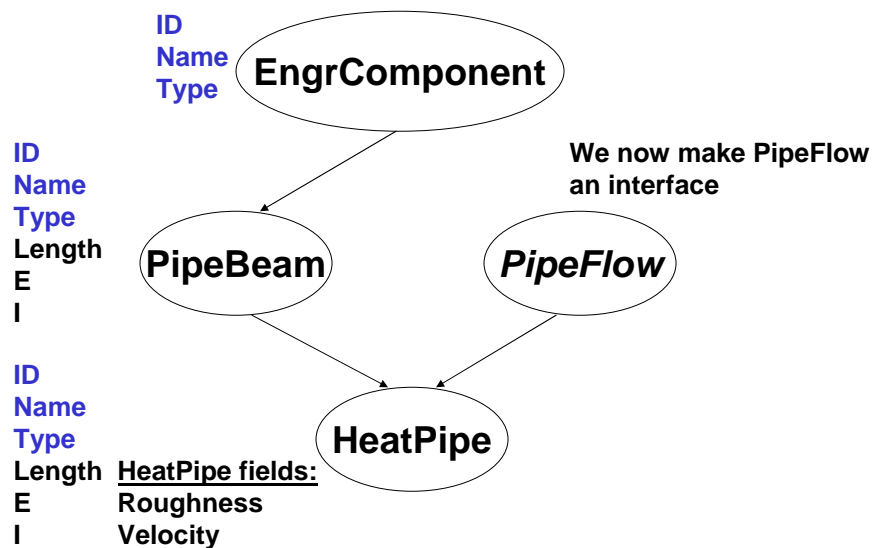 ID
Name
Type
EngrComponent
We now make PipeFlow
an interface
ID
Name
Type
Length
E
I
PipeBeam
PipeFlow
ID
Name
Type
Length
E
I
HeatPipe
HeatPipe fields:
Roughness
Velocity